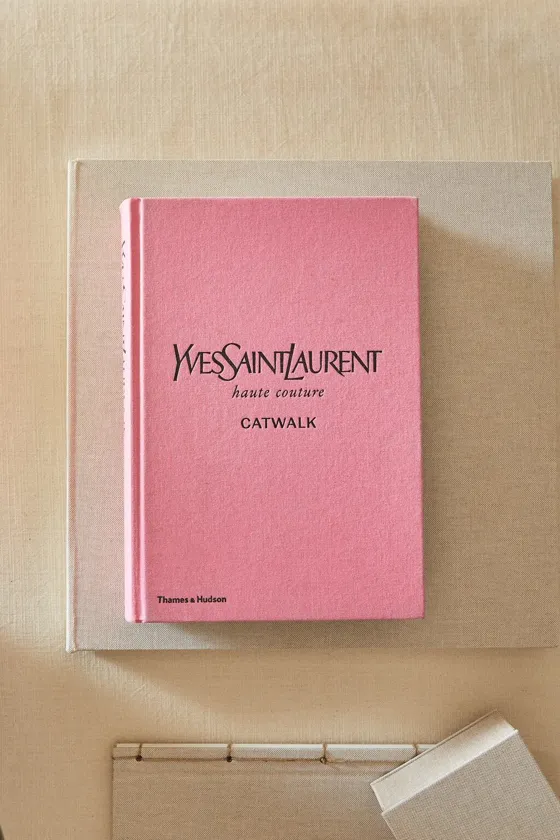 YVESSAINTLAURENT
haute couture
CATWALK
Thames & Hudson